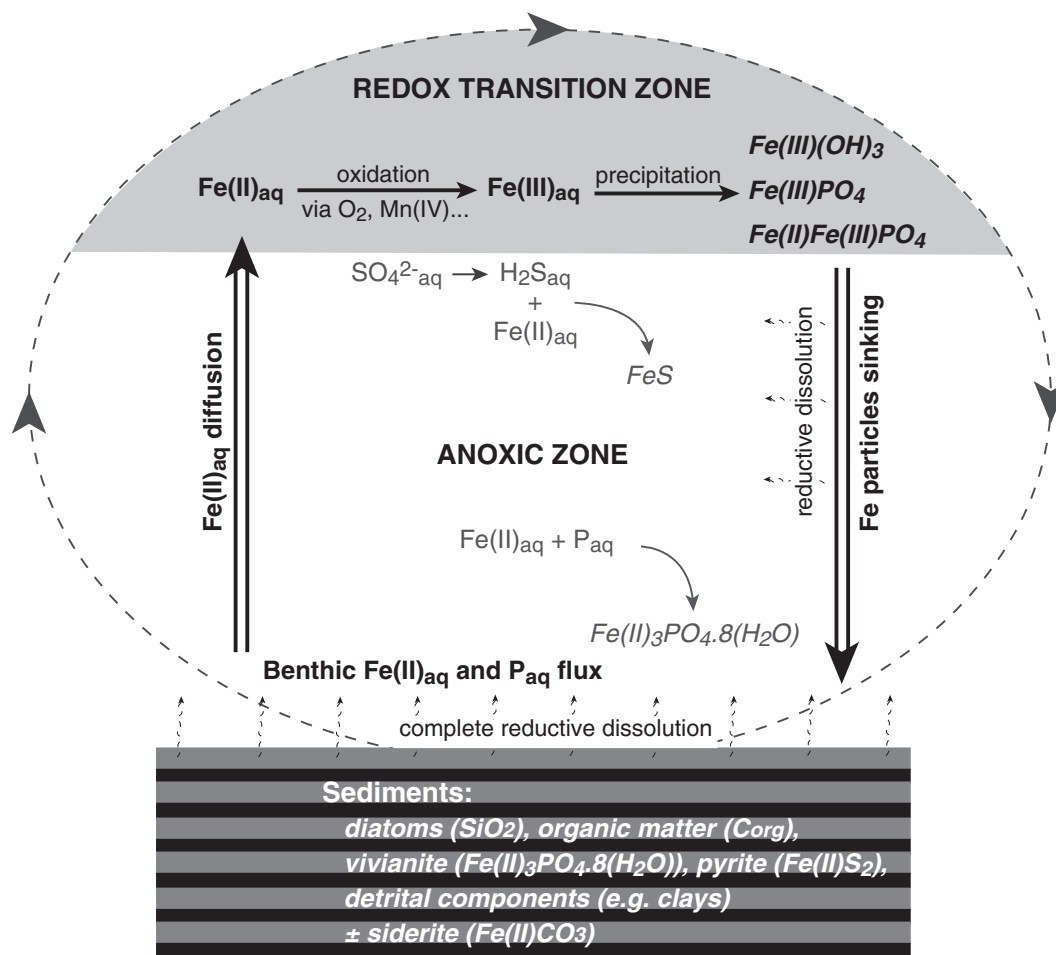 REDOX TRANSITION ZONE
Fe(III)(OH)₃
Fe(II)aq
oxidation
via O₂, Mn(IV)...
Fe(III)aq
precipitation
Fe(III)PO₄
Fe(II)Fe(III)PO₄
SO₄²⁻aq
H₂Saq
+
Fe(II)aq
FeS
Fe(II)aq diffusion
ANOXIC ZONE
reductive dissolution
Fe particles sinking
Fe(II)aq + Paq
Fe(II)₃PO₄.8(H₂O)
Benthic Fe(II)aq and Paq flux
complete reductive dissolution
Sediments:
diatoms (SiO₂), organic matter (Corg),
vivianite (Fe(II)₃PO₄.8(H₂O)), pyrite (Fe(II)S₂),
detrital components (e.g. clays)
± siderite (Fe(II)CO₃)